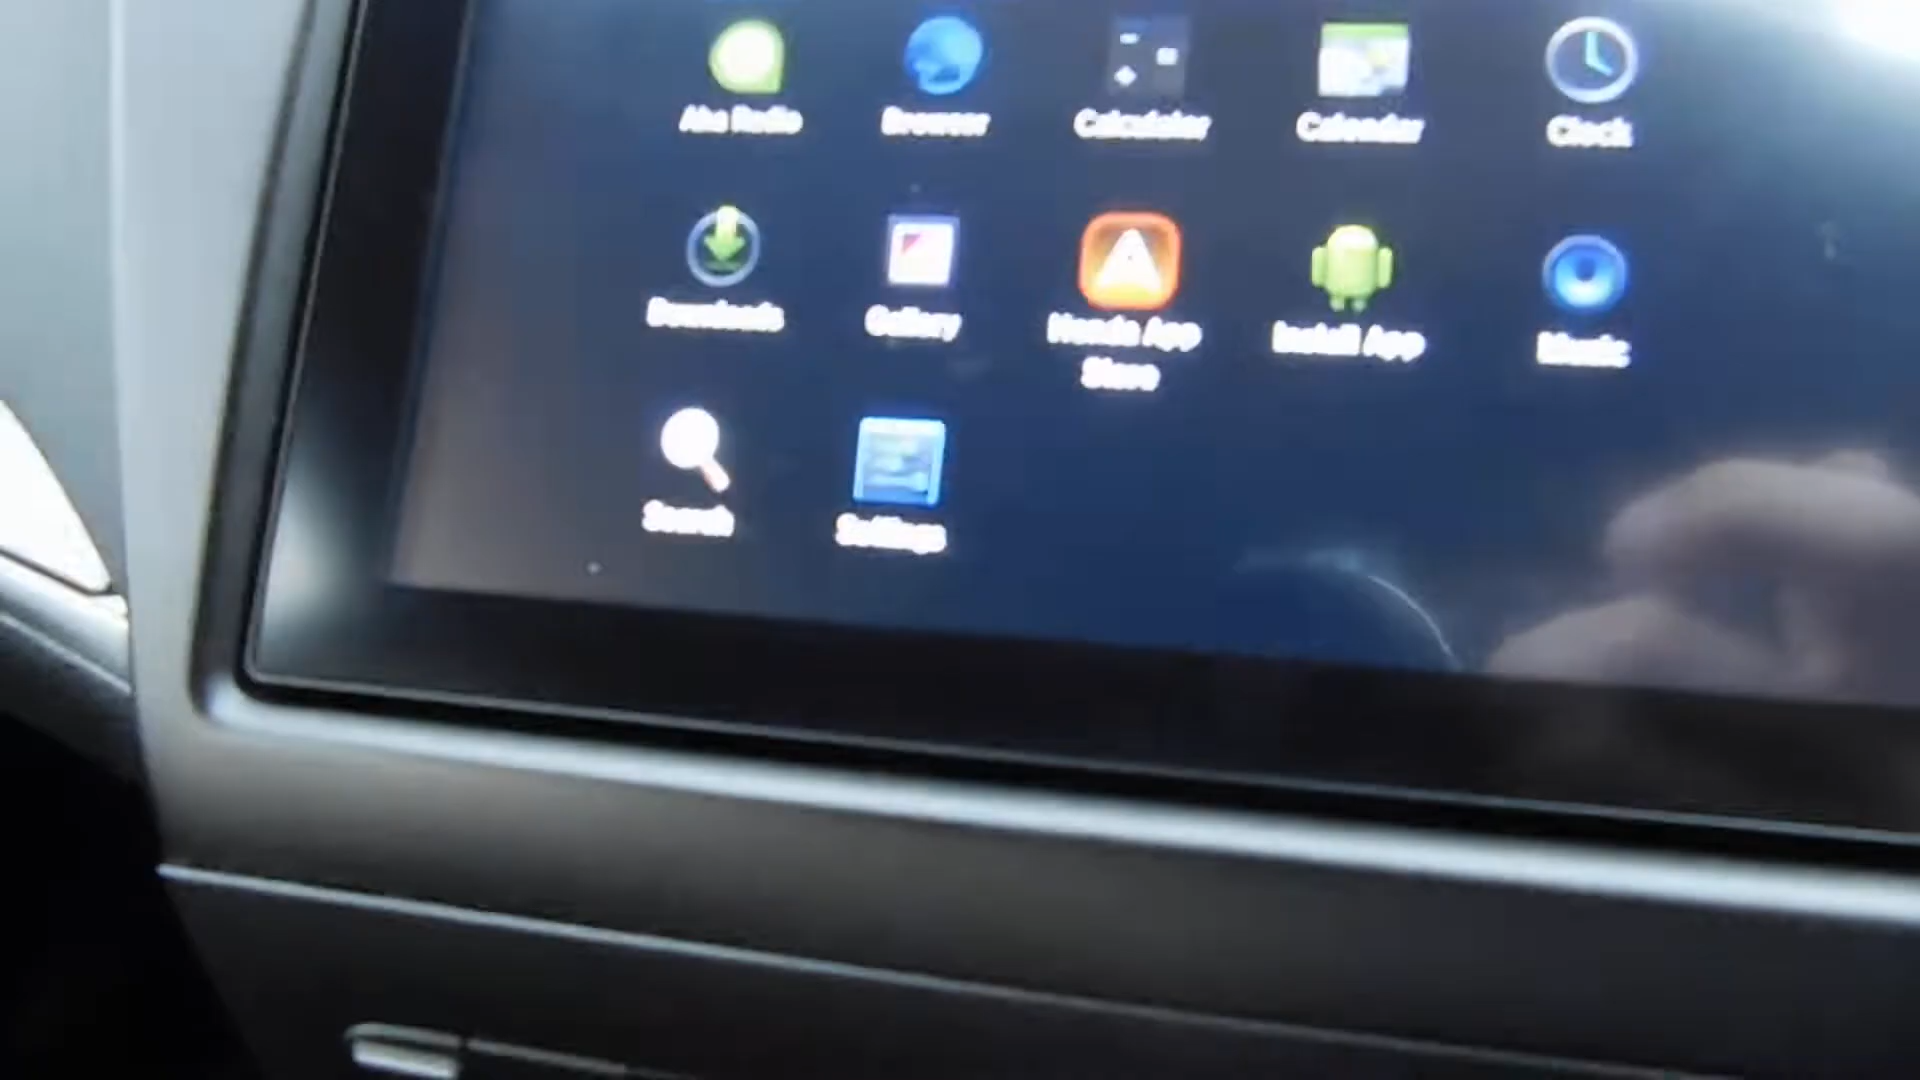 Aha Radio
Browser
Calculator
Calendar
Clock
Downloads
Gallery
Honda App
Store
Install App
Music
Search
Settings